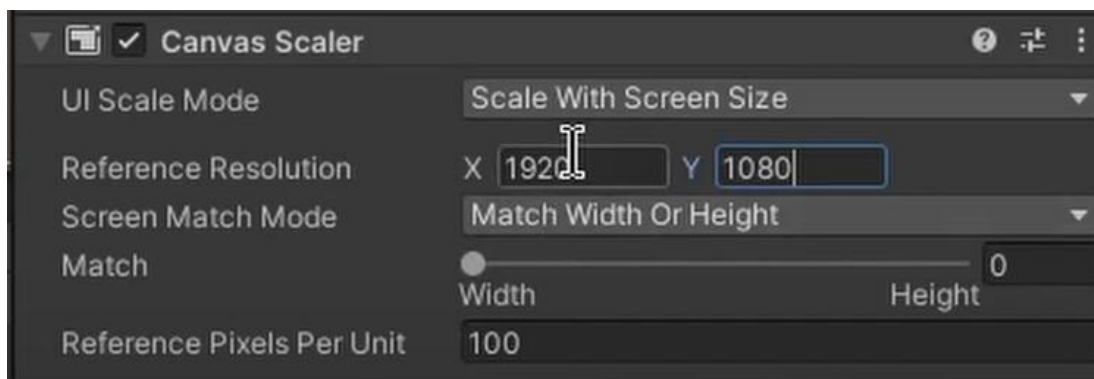 Canvas Scaler
UI Scale Mode Scale With Screen Size
Reference Resolution X 1920 Y 1080
Screen Match Mode Match Width Or Height
Match 0
Width Height
Reference Pixels Per Unit 100